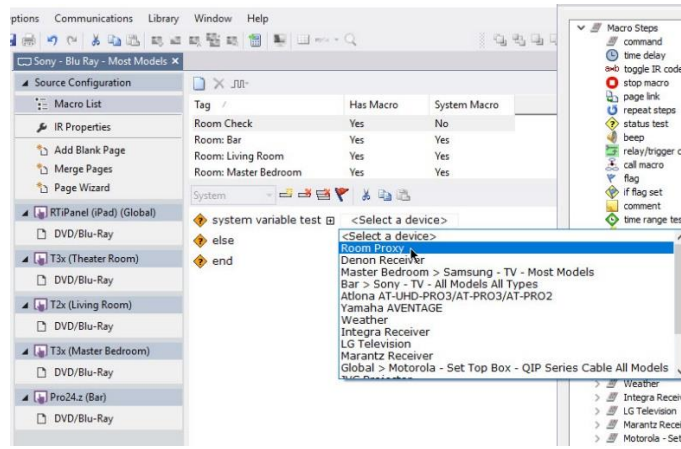 ptions Communications Library Window Help
Sony - Blu Ray - Most Models
Source Configuration
Macro List
IR Properties
Add Blank Page
Merge Pages
Page Wizard
RTiPanel (iPad) (Global)
DVD/Blu-Ray
T3x (Theater Room)
DVD/Blu-Ray
T2x (Living Room)
DVD/Blu-Ray
T3x (Master Bedroom)
DVD/Blu-Ray
Pro24.z (Bar)
DVD/Blu-Ray
Tag / Has Macro System Macro
Room Check Yes No
Room: Bar Yes Yes
Room: Living Room Yes Yes
Room: Master Bedroom Yes Yes
System
system variable test <Select a device>
else
end
<Select a device>
Room Proxy
Denon Receiver
Master Bedroom > Samsung - TV - Most Models
Bar > Sony - TV - All Models All Types
Atlona AT-UHD-PRO3/AT-PRO3/AT-PRO2
Yamaha AVENTAGE
Weather
Integra Receiver
LG Television
Marantz Receiver
Global > Motorola - Set Top Box - QIP Series Cable All Models
Macro Steps
command
time delay
toggle IR code
stop macro
page link
repeat steps
status test
beep
relay/trigger c
call macro
flag
if flag set
comment
time range tes
Weather
Integra Recei
LG Television
Marantz Recei
Motorola - Set